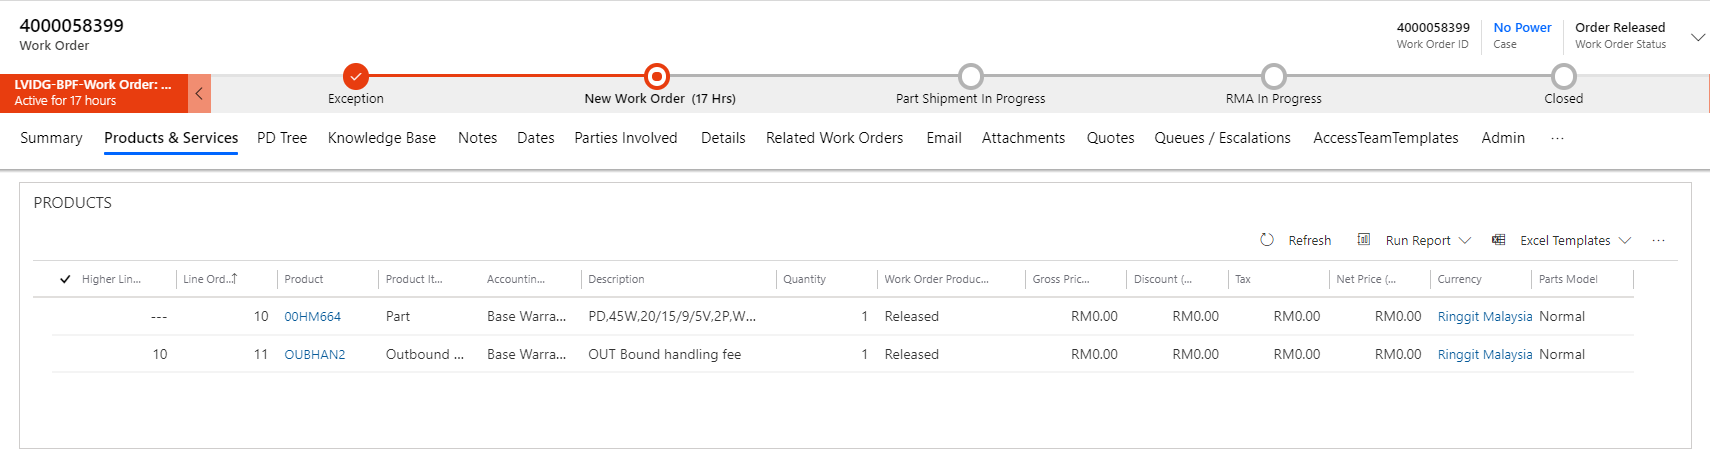 4000058399
Work Order
4000058399
Work Order ID
No Power
Case
Order Released
Work Order Status
LVIDG-BPF-Work Order: ...
Active for 17 hours
Exception
New Work Order (17 Hrs)
Part Shipment In Progress
RMA In Progress
Closed
Summary Products & Services PD Tree Knowledge Base Notes Dates Parties Involved Details Related Work Orders Email Attachments Quotes Queues / Escalations AccessTeamTemplates Admin ...
PRODUCTS
Refresh Run Report Excel Templates ...
Higher Lin... Line Ord... Product Product It... Accountin... Description Quantity Work Order Produc... Gross Pric... Discount (... Tax Net Price (... Currency Parts Model
--- 10 00HM664 Part Base Warra... PD,45W,20/15/9/5V,2P,W... 1 Released RM0.00 RM0.00 RM0.00 RM0.00 Ringgit Malaysia Normal
10 11 OUBHAN2 Outbound ... Base Warra... OUT Bound handling fee 1 Released RM0.00 RM0.00 RM0.00 RM0.00 Ringgit Malaysia Normal